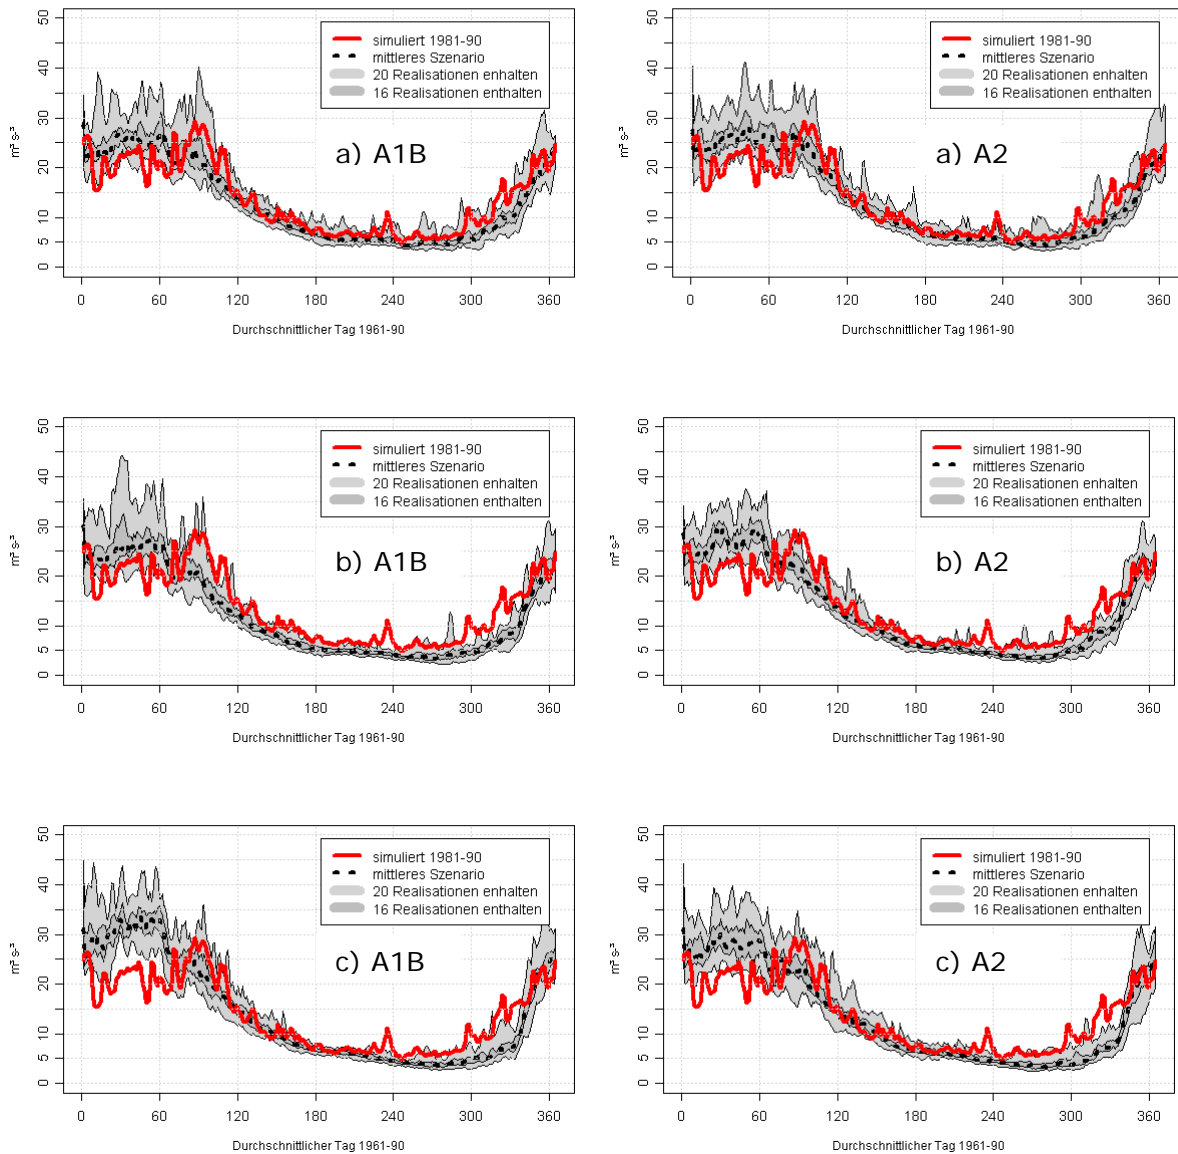 50
40
30
20
10
5
0
m³ s-³
simuliert 1981-90
mittleres Szenario
20 Realisationen enhalten
16 Realisationen enthalten
a) A1B
0 60 120 180 240 300 360
Durchschnittlicher Tag 1961-90
50
40
30
20
10
5
0
m³ s-³
simuliert 1981-90
mittleres Szenario
20 Realisationen enhalten
16 Realisationen enthalten
a) A2
0 60 120 180 240 300 360
Durchschnittlicher Tag 1961-90
50
40
30
20
10
5
0
m³ s-³
simuliert 1981-90
mittleres Szenario
20 Realisationen enhalten
16 Realisationen enthalten
b) A1B
0 60 120 180 240 300 360
Durchschnittlicher Tag 1961-90
50
40
30
20
10
5
0
m³ s-³
simuliert 1981-90
mittleres Szenario
20 Realisationen enhalten
16 Realisationen enthalten
b) A2
0 60 120 180 240 300 360
Durchschnittlicher Tag 1961-90
50
40
30
20
10
5
0
m³ s-³
simuliert 1981-90
mittleres Szenario
20 Realisationen enhalten
16 Realisationen enthalten
c) A1B
0 60 120 180 240 300 360
Durchschnittlicher Tag 1961-90
50
40
30
20
10
5
0
m³ s-³
simuliert 1981-90
mittleres Szenario
20 Realisationen enhalten
16 Realisationen enthalten
c) A2
0 60 120 180 240 300 360
Durchschnittlicher Tag 1961-90